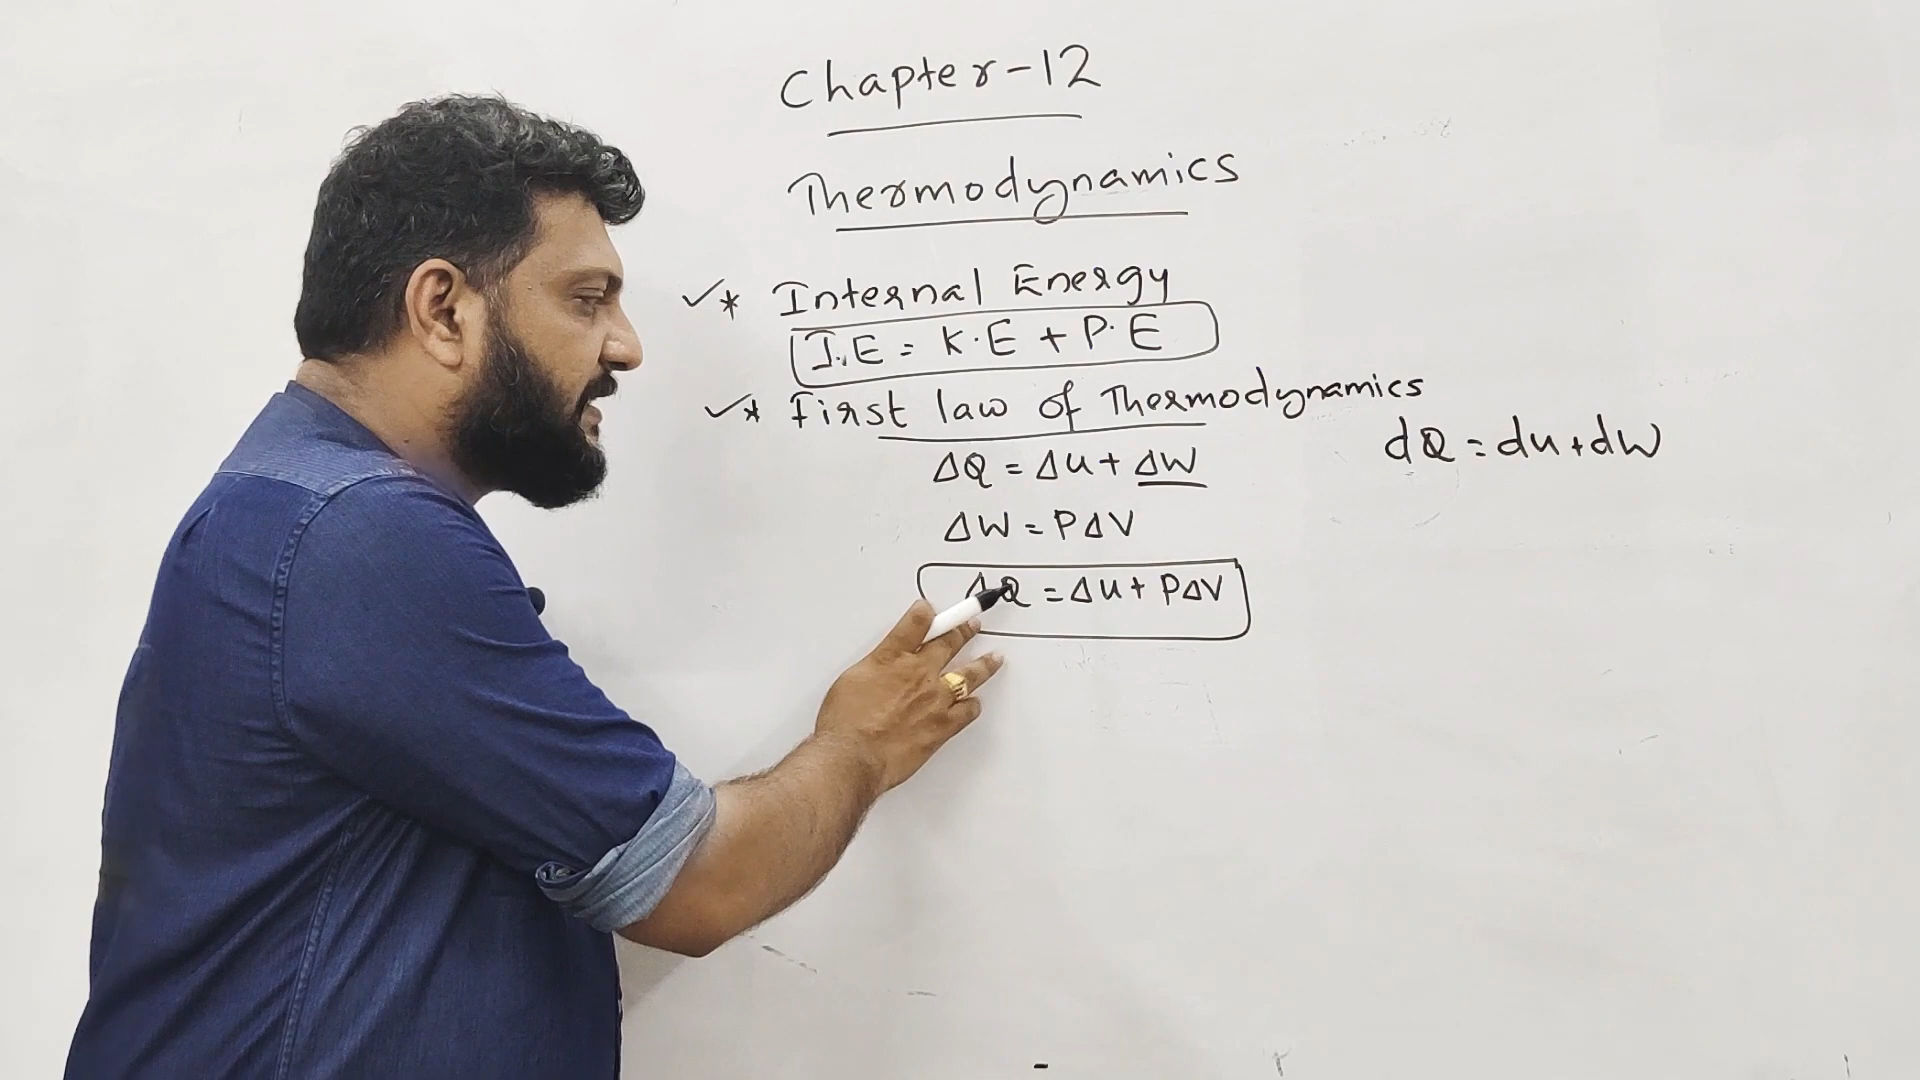 Chapter-12
Thermodynamics
✓* Internal Energy
I.E = K.E + P.E
✓* First law of Thermodynamics
ΔQ = Δu + ΔW
dQ = du + dW
ΔW = PΔV
ΔQ = Δu + PΔV